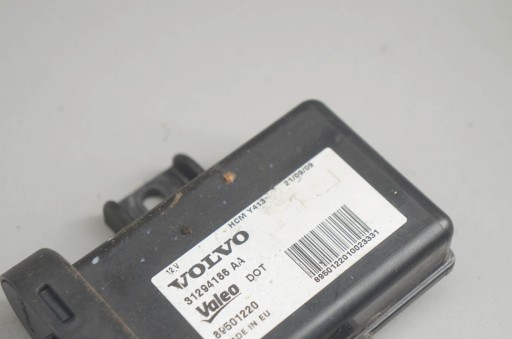 HCM Y413
21/09/09
12 V
VOLVO
31294186 AA
Valeo DOT
89501220
MADE IN EU
8950122010023331